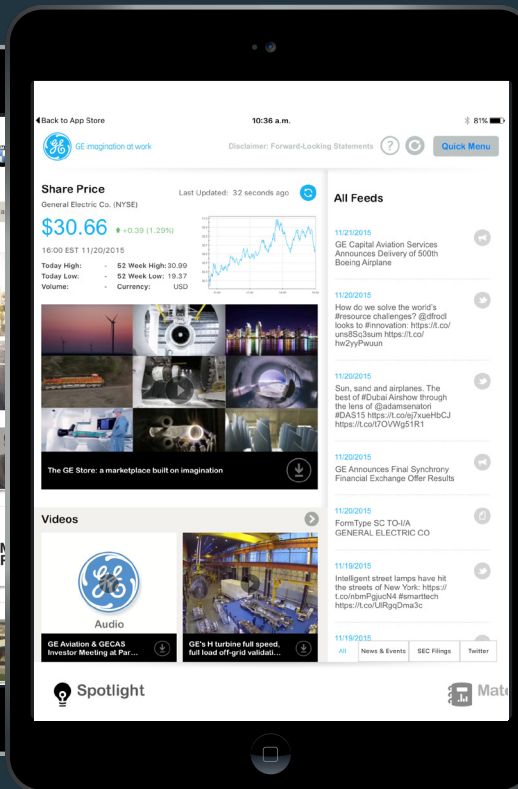 Back to App Store
10:36 a.m.
81%
GE imagination at work
Disclaimer: Forward-Looking Statements
?
Quick Menu
Share Price
Last Updated: 32 seconds ago
General Electric Co. (NYSE)
$30.66 +0.39 (1.29%)
16:00 EST 11/20/2015
Today High: - 52 Week High: 30.99
Today Low: - 52 Week Low: 19.37
Volume: - Currency: USD
The GE Store: a marketplace built on imagination
Videos
Audio
GE Aviation & GECAS
Investor Meeting at Par...
GE's H turbine full speed,
full load off-grid validati...
All Feeds
11/21/2015
GE Capital Aviation Services
Announces Delivery of 500th
Boeing Airplane
11/20/2015
How do we solve the world's
#resource challenges? @dfrodl
looks to #innovation: https://t.co/
uns8Sq3sum https://t.co/
hw2yyPwuun
11/20/2015
Sun, sand and airplanes. The
best of #Dubai Airshow through
the lens of @adamsenatori
#DAS15 https://t.co/ej7xueHbCJ
https://t.co/t7OVWg51R1
11/20/2015
GE Announces Final Synchrony
Financial Exchange Offer Results
11/20/2015
FormType SC TO-I/A
GENERAL ELECTRIC CO
11/19/2015
Intelligent street lamps have hit
the streets of New York: https://
t.co/nbmPgjucN4 #smarttech
https://t.co/UlRgqDma3c
11/19/2015
All
News & Events
SEC Filings
Twitter
Spotlight
Mate